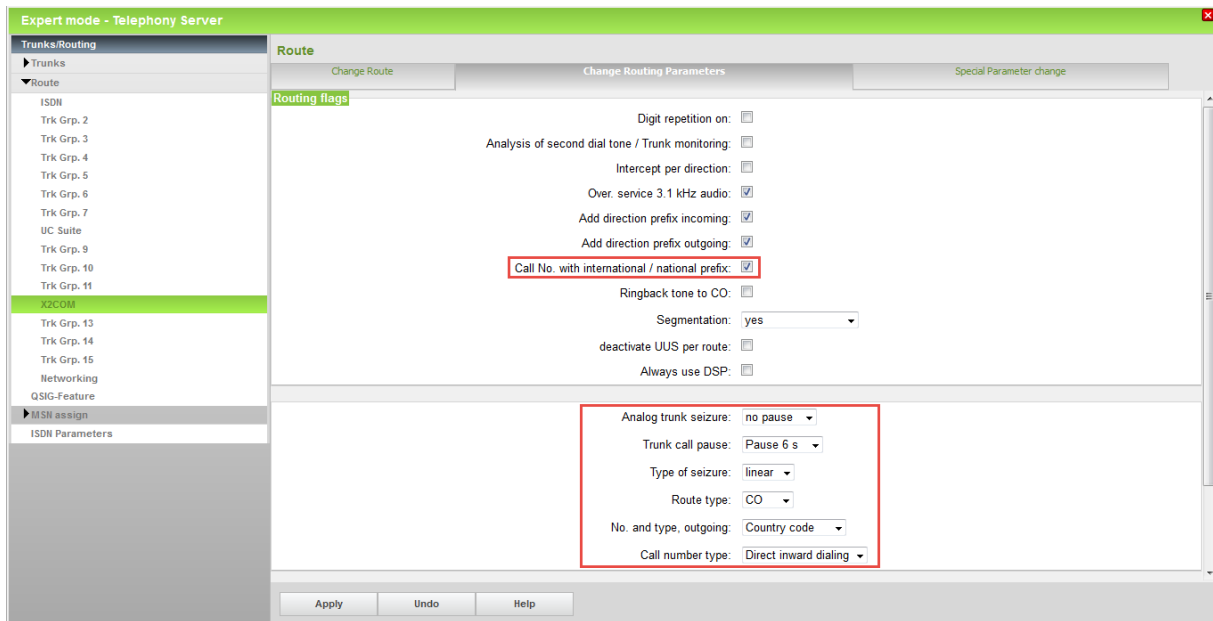 Expert mode - Telephony Server
Trunks/Routing
Trunks
Route
ISDN
Trk Grp. 2
Trk Grp. 3
Trk Grp. 4
Trk Grp. 5
Trk Grp. 6
Trk Grp. 7
UC Suite
Trk Grp. 9
Trk Grp. 10
Trk Grp. 11
X2COM
Trk Grp. 13
Trk Grp. 14
Trk Grp. 15
Networking
QSIG-Feature
MSN assign
ISDN Parameters
Route
Change Route Change Routing Parameters Special Parameter change
Routing flags
Digit repetition on:
Analysis of second dial tone / Trunk monitoring:
Intercept per direction:
Over. service 3.1 kHz audio:
Add direction prefix incoming:
Add direction prefix outgoing:
Call No. with international / national prefix:
Ringback tone to CO:
Segmentation: yes
deactivate UUS per route:
Always use DSP:
Analog trunk seizure: no pause
Trunk call pause: Pause 6 s
Type of seizure: linear
Route type: CO
No. and type, outgoing: Country code
Call number type: Direct inward dialing
Apply Undo Help